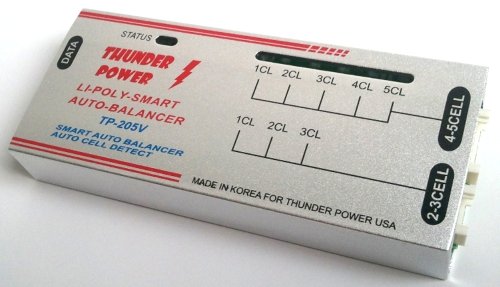 DATA
STATUS
THUNDER
POWER
LI-POLY-SMART
AUTO-BALANCER
TP-205V
SMART AUTO BALANCER
AUTO CELL DETECT
1CL 2CL 3CL 4CL 5CL
4-5CELL
1CL 2CL 3CL
2-3CELL
MADE IN KOREA FOR THUNDER POWER USA